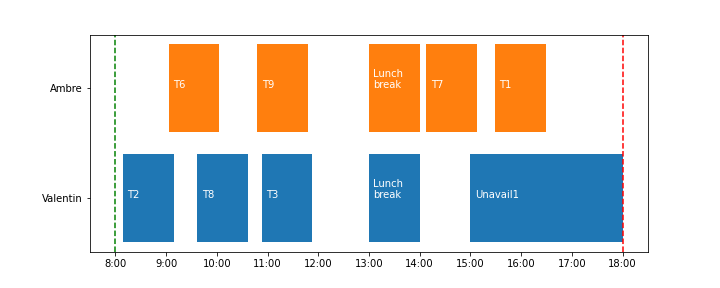 Ambre
T6
T9
Lunch
break
T7
T1
Valentin
T2
T8
T3
Lunch
break
Unavail1
8:00 9:00 10:00 11:00 12:00 13:00 14:00 15:00 16:00 17:00 18:00